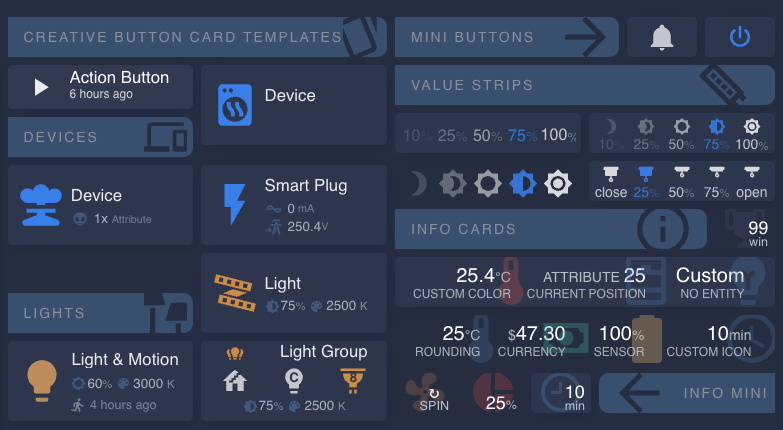 CREATIVE BUTTON CARD TEMPLATES
MINI BUTTONS
Action Button
6 hours ago
Device
VALUE STRIPS
DEVICES
10% 25% 50% 75% 100%
10% 25% 50% 75% 100%
Device
1x Attribute
Smart Plug
0 mA
250.4V
close 25% 50% 75% open
INFO CARDS
99
win
Light
75% 2500 K
25.4°C
CUSTOM COLOR
ATTRIBUTE 25
CURRENT POSITION
Custom
NO ENTITY
LIGHTS
25°C
ROUNDING
$47.30
CURRENCY
100%
SENSOR
10min
CUSTOM ICON
Light & Motion
60% 3000 K
4 hours ago
Light Group
C
8
75% 2500 K
SPIN
25%
10
min
INFO MINI